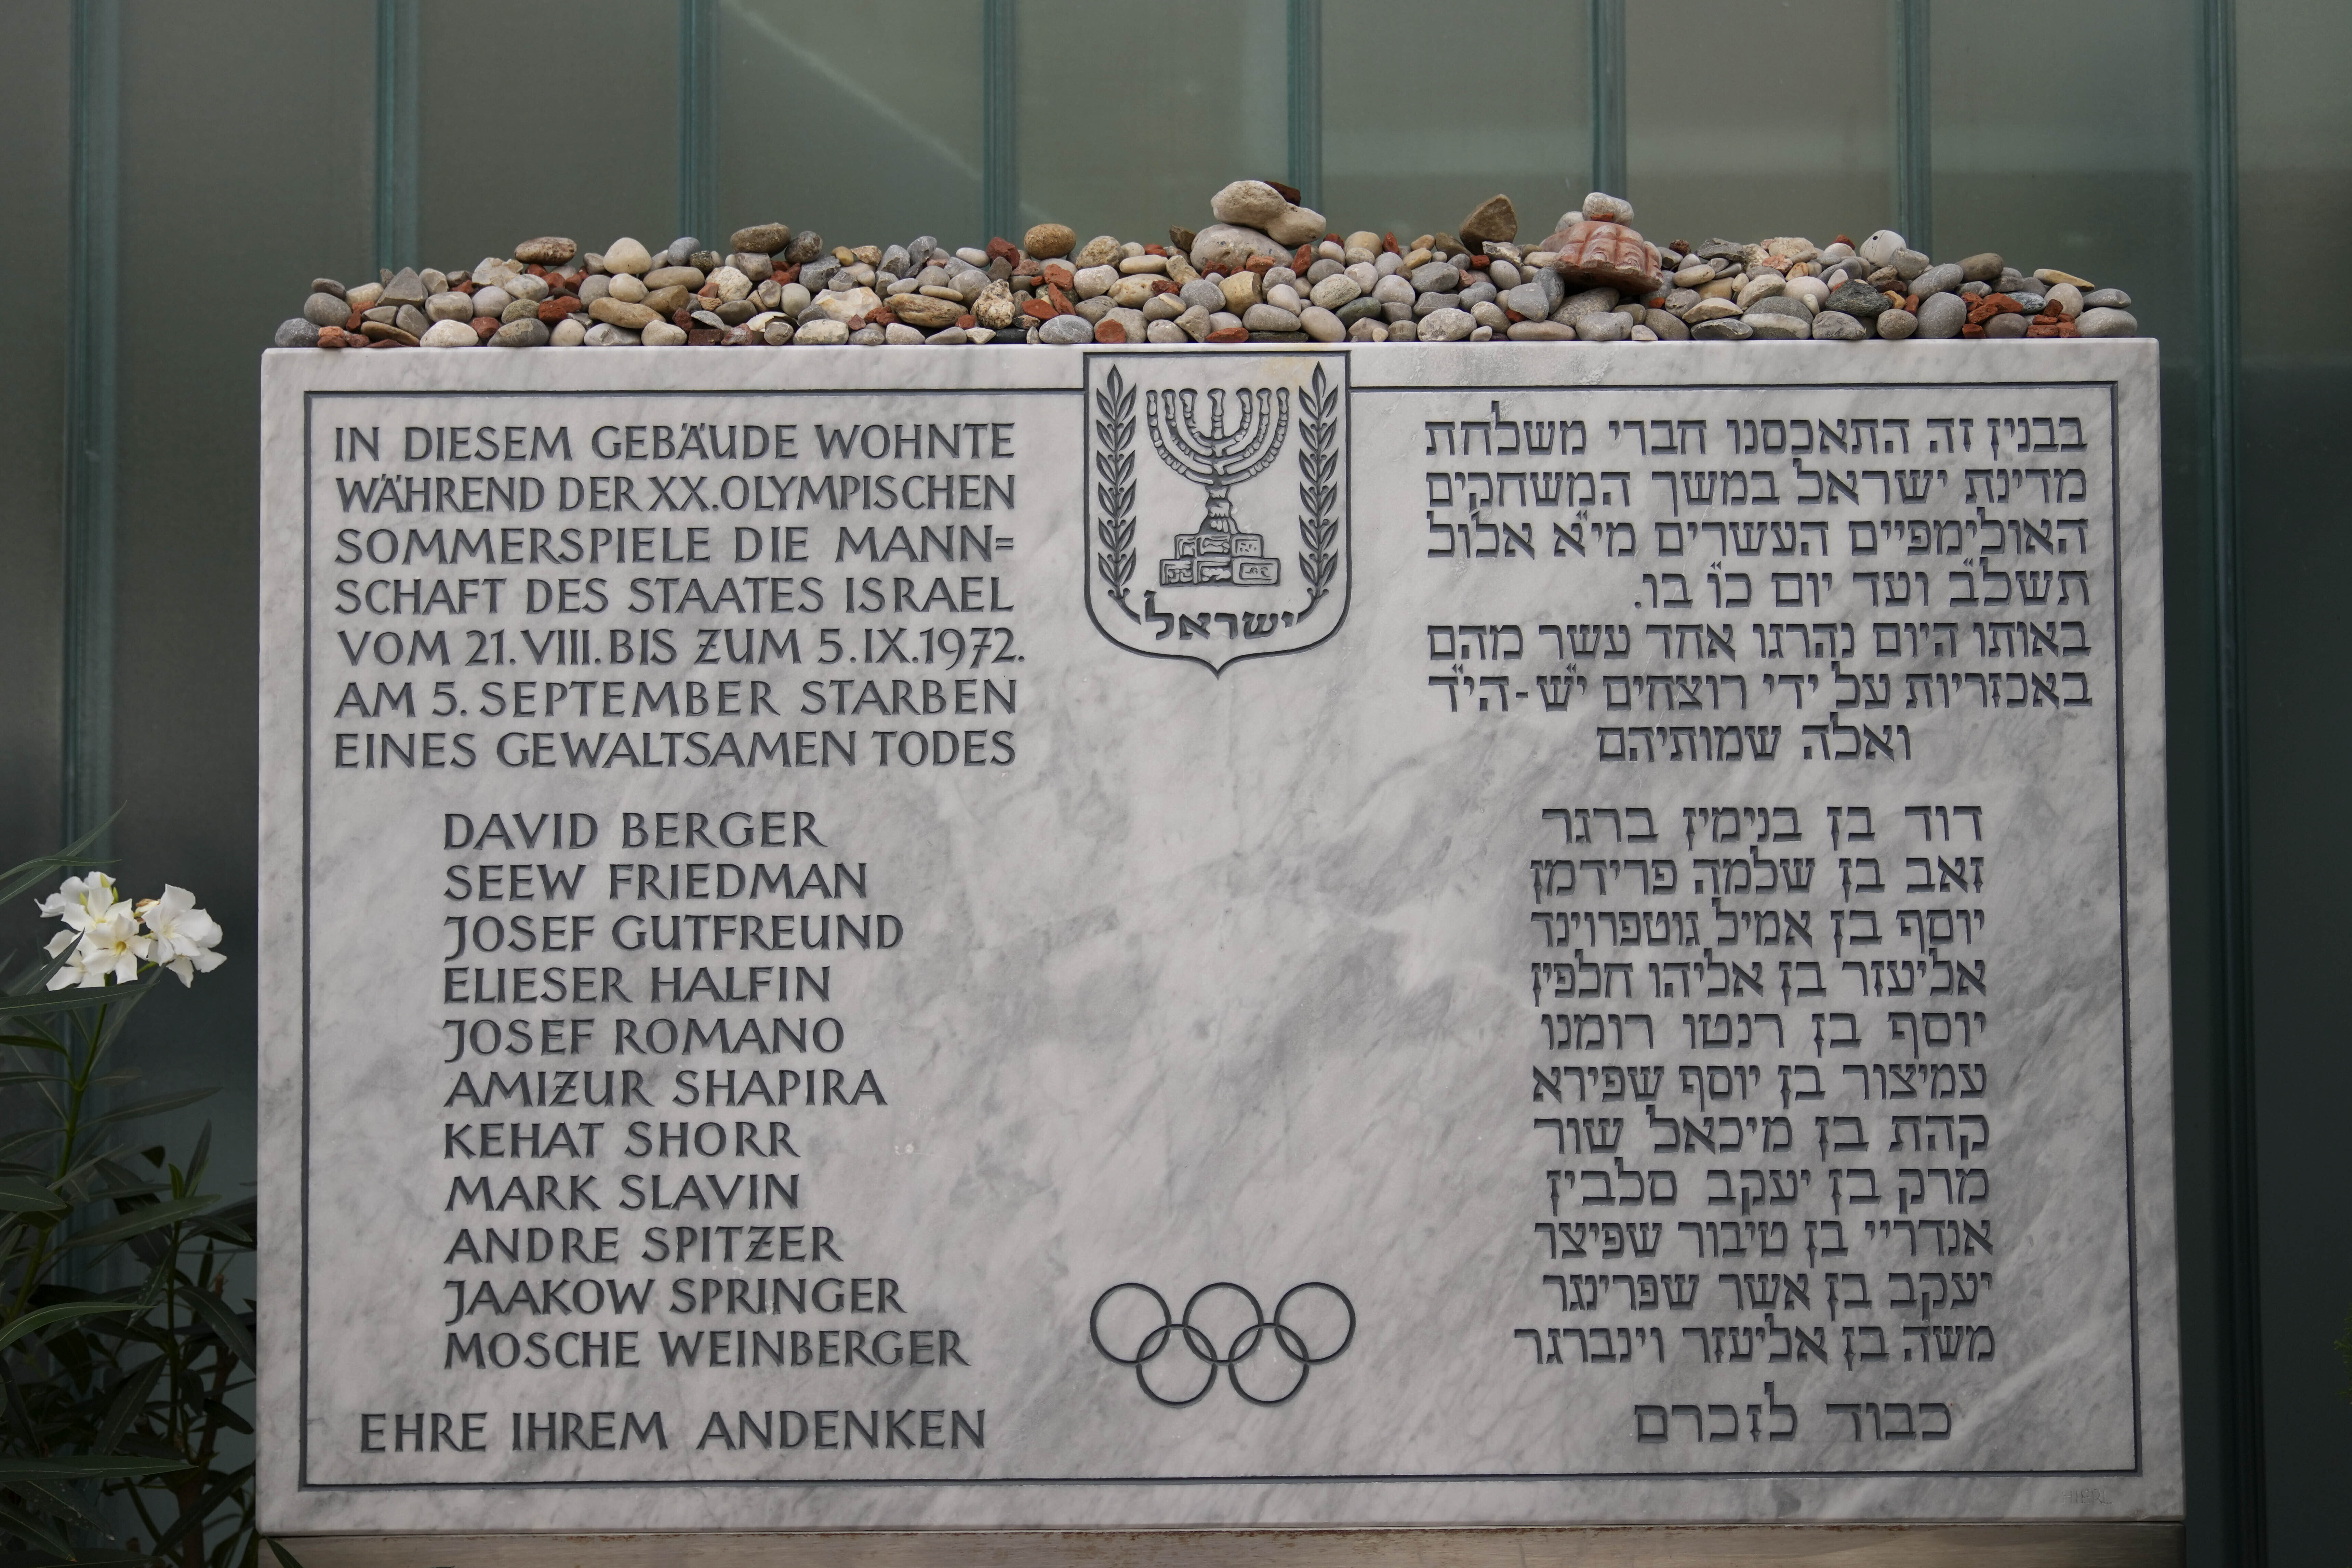 IN DIESEM GEBÄUDE WOHNTE
WÄHREND DER XX. OLYMPISCHEN
SOMMERSPIELE DIE MANN=
SCHAFT DES STAATES ISRAEL
VOM 21. VIII. BIS ZUM 5. IX. 1972.
AM 5. SEPTEMBER STARBEN
EINES GEWALTSAMEN TODES
DAVID BERGER
SEEW FRIEDMAN
JOSEF GUTFREUND
ELIESER HALFIN
JOSEF ROMANO
AMIZUR SHAPIRA
KEHAT SHORR
MARK SLAVIN
ANDRE SPITZER
JAAKOW SPRINGER
MOSCHE WEINBERGER
EHRE IHREM ANDENKEN
ישראל
בבנין זה התאכסנו חברי משלחת
מדינת ישראל במשך המשחקים
האולימפיים העשרים מי״א אלול
תשל״ב ועד יום כ״ו בו.
באותו היום נהרגו אחד עשר מהם
באכזריות על ידי רוצחים י״ש-הי״ד
ואלה שמותיהם
דוד בן בנימין ברגר
זאב בן שלמה פרידמן
יוסף בן אמיל גוטפרוינד
אליעזר בן אליהו חלפין
יוסף בן רנטו רומנו
עמיצור בן יוסף שפירא
קהת בן מיכאל שור
מרק בן יעקב סלבין
אנדריי בן טיבור שפיצר
יעקב בן אשר שפרינגר
משה בן אליעזר וינברגר
כבוד לזכרם